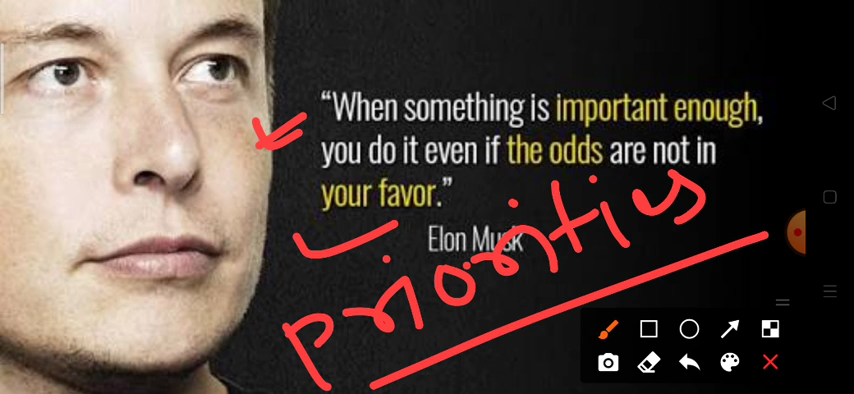 “When something is important enough,
you do it even if the odds are not in
your favor.”
Elon Musk
priorities